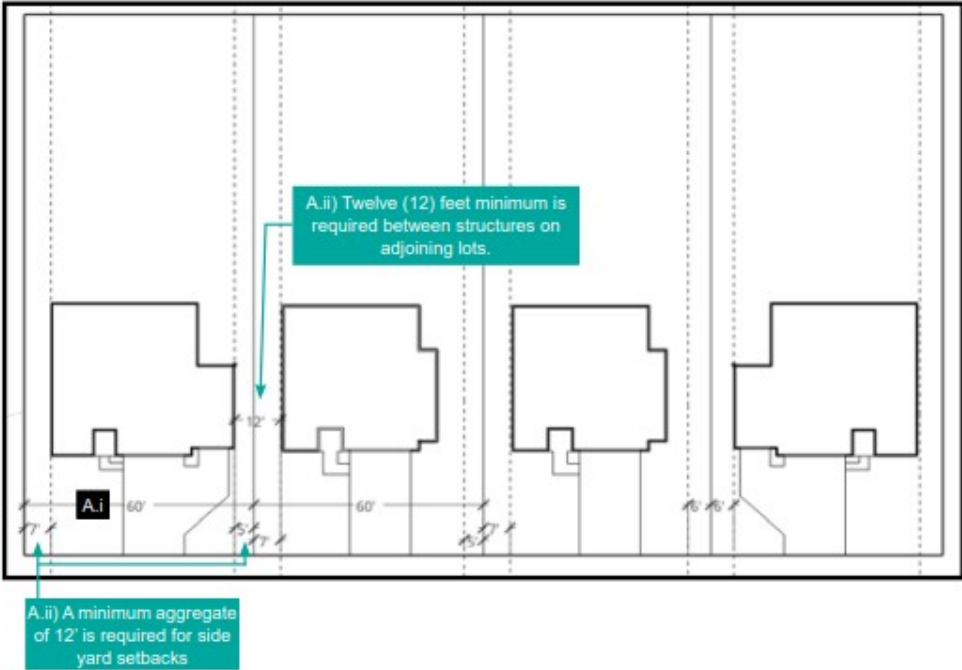 A.ii) Twelve (12) feet minimum is
required between structures on
adjoining lots.
12'
A.i
60'
60'
6'
6'
7'
5'
7'
5'
7'
A.ii) A minimum aggregate
of 12' is required for side
yard setbacks